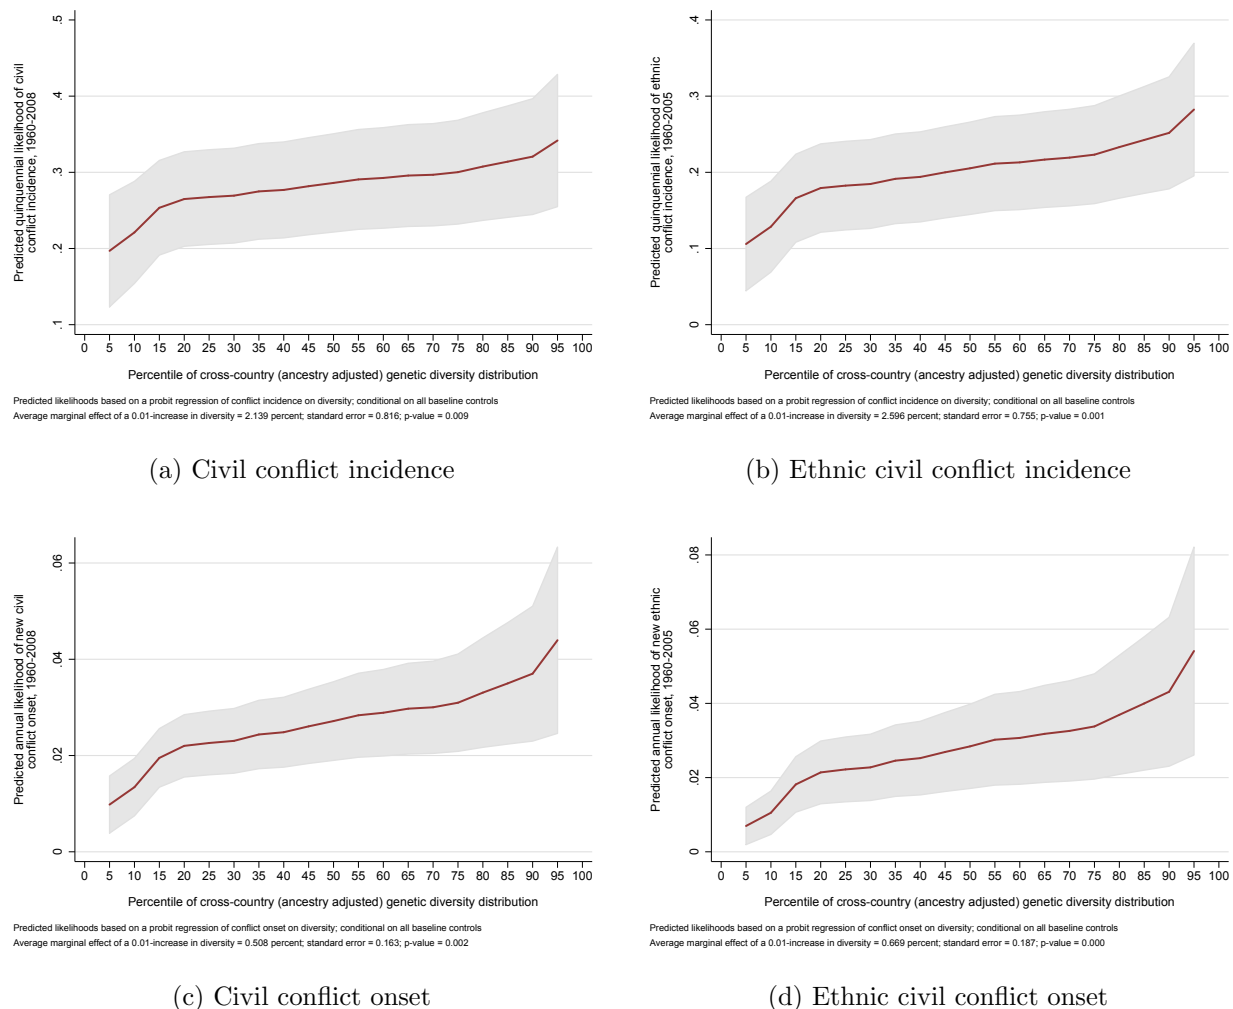 Predicted quinquennial likelihood of civil
conflict incidence, 1960-2008
.5
.4
.3
.2
.1
0 5 10 15 20 25 30 35 40 45 50 55 60 65 70 75 80 85 90 95 100
Percentile of cross-country (ancestry adjusted) genetic diversity distribution
Predicted likelihoods based on a probit regression of conflict incidence on diversity; conditional on all baseline controls
Average marginal effect of a 0.01-increase in diversity = 2.139 percent; standard error = 0.816; p-value = 0.009
(a) Civil conflict incidence
Predicted quinquennial likelihood of ethnic
conflict incidence, 1960-2005
.4
.3
.2
.1
0
0 5 10 15 20 25 30 35 40 45 50 55 60 65 70 75 80 85 90 95 100
Percentile of cross-country (ancestry adjusted) genetic diversity distribution
Predicted likelihoods based on a probit regression of conflict incidence on diversity; conditional on all baseline controls
Average marginal effect of a 0.01-increase in diversity = 2.596 percent; standard error = 0.755; p-value = 0.001
(b) Ethnic civil conflict incidence
Predicted annual likelihood of new civil
conflict onset, 1960-2008
.06
.04
.02
0
0 5 10 15 20 25 30 35 40 45 50 55 60 65 70 75 80 85 90 95 100
Percentile of cross-country (ancestry adjusted) genetic diversity distribution
Predicted likelihoods based on a probit regression of conflict onset on diversity; conditional on all baseline controls
Average marginal effect of a 0.01-increase in diversity = 0.508 percent; standard error = 0.163; p-value = 0.002
(c) Civil conflict onset
Predicted annual likelihood of new ethnic
conflict onset, 1960-2005
.08
.06
.04
.02
0
0 5 10 15 20 25 30 35 40 45 50 55 60 65 70 75 80 85 90 95 100
Percentile of cross-country (ancestry adjusted) genetic diversity distribution
Predicted likelihoods based on a probit regression of conflict onset on diversity; conditional on all baseline controls
Average marginal effect of a 0.01-increase in diversity = 0.669 percent; standard error = 0.187; p-value = 0.000
(d) Ethnic civil conflict onset